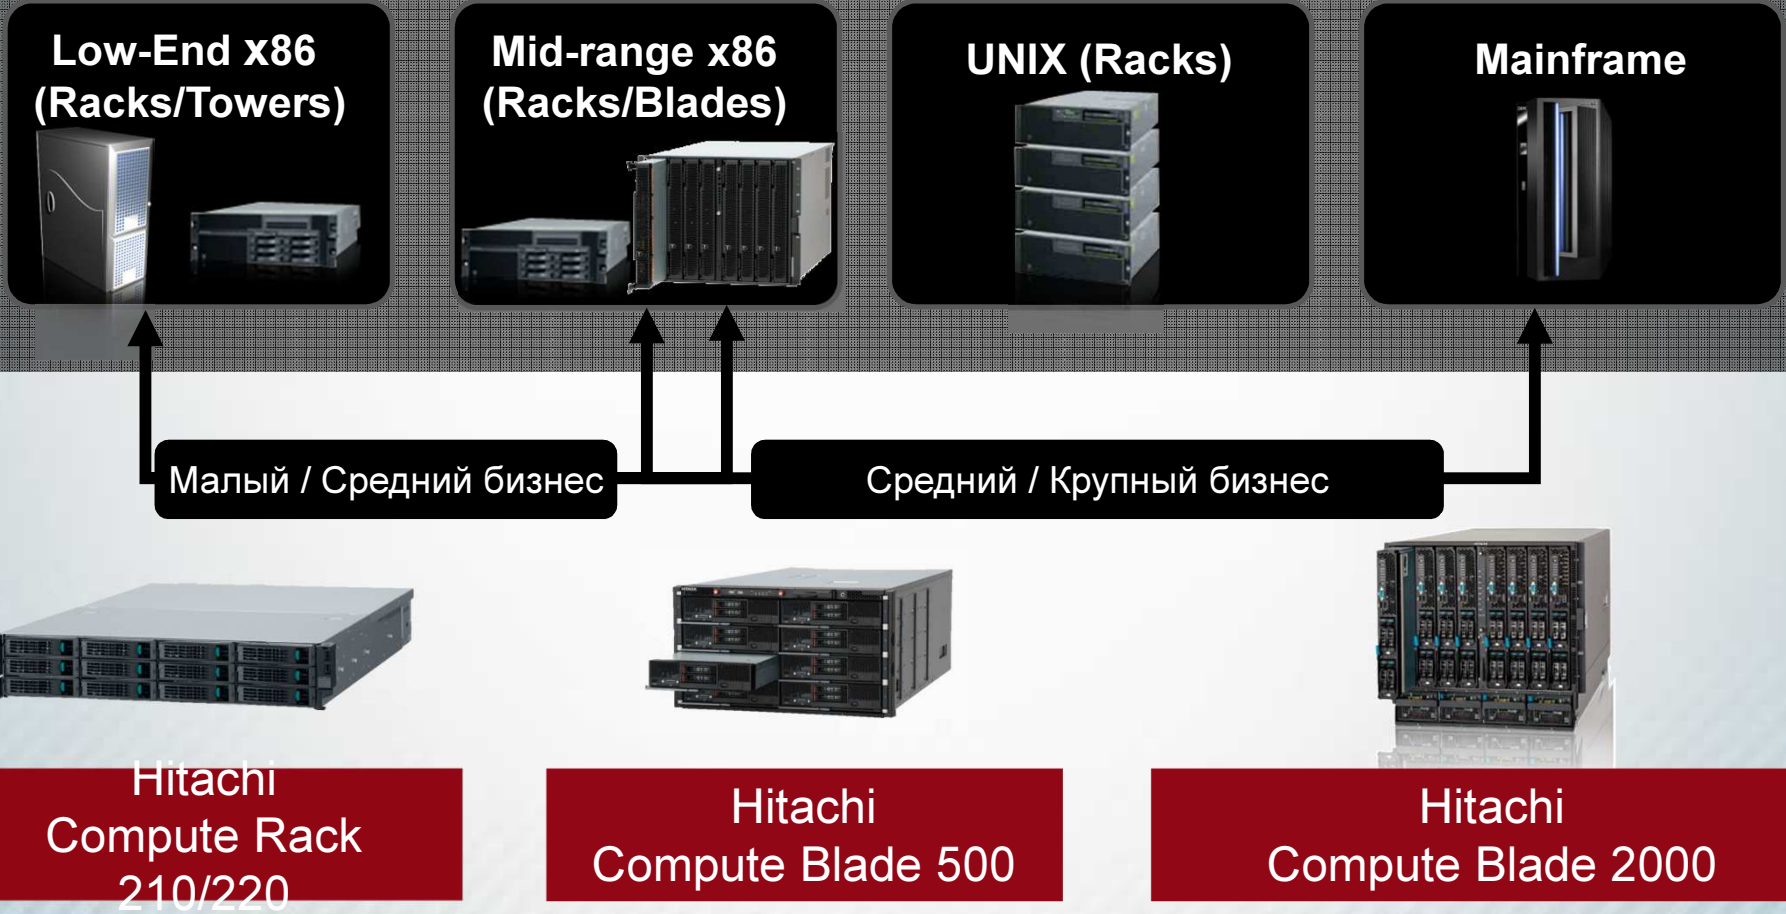 Low-End x86
(Racks/Towers)
Mid-range x86
(Racks/Blades)
UNIX (Racks)
Mainframe
Малый / Средний бизнес
Средний / Крупный бизнес
Hitachi
Compute Rack
210/220
Hitachi
Compute Blade 500
Hitachi
Compute Blade 2000